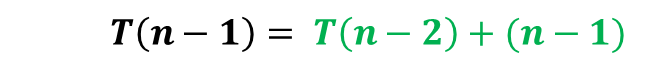 T(n − 1) = T(n − 2) + (n − 1)